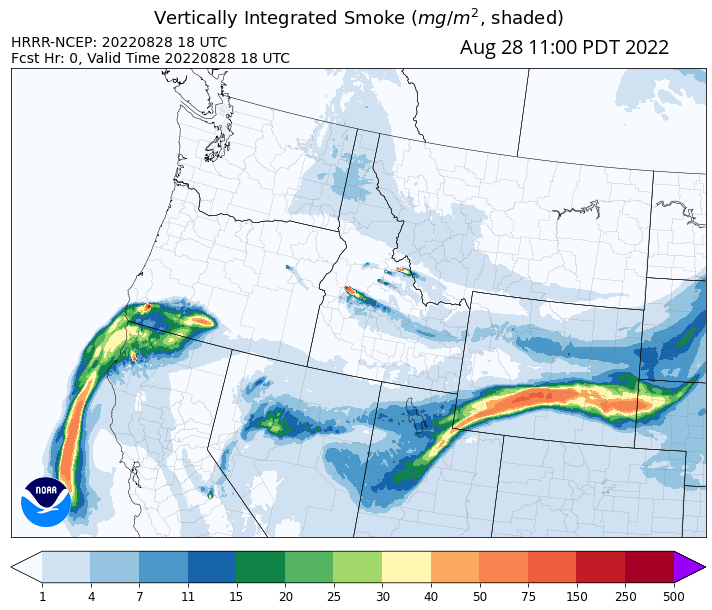 Vertically Integrated Smoke (mg/m², shaded)
HRRR-NCEP: 20220828 18 UTC
Fcst Hr: 0, Valid Time 20220828 18 UTC
Aug 28 11:00 PDT 2022
NOAA
1 4 7 11 15 20 25 30 40 50 75 150 250 500